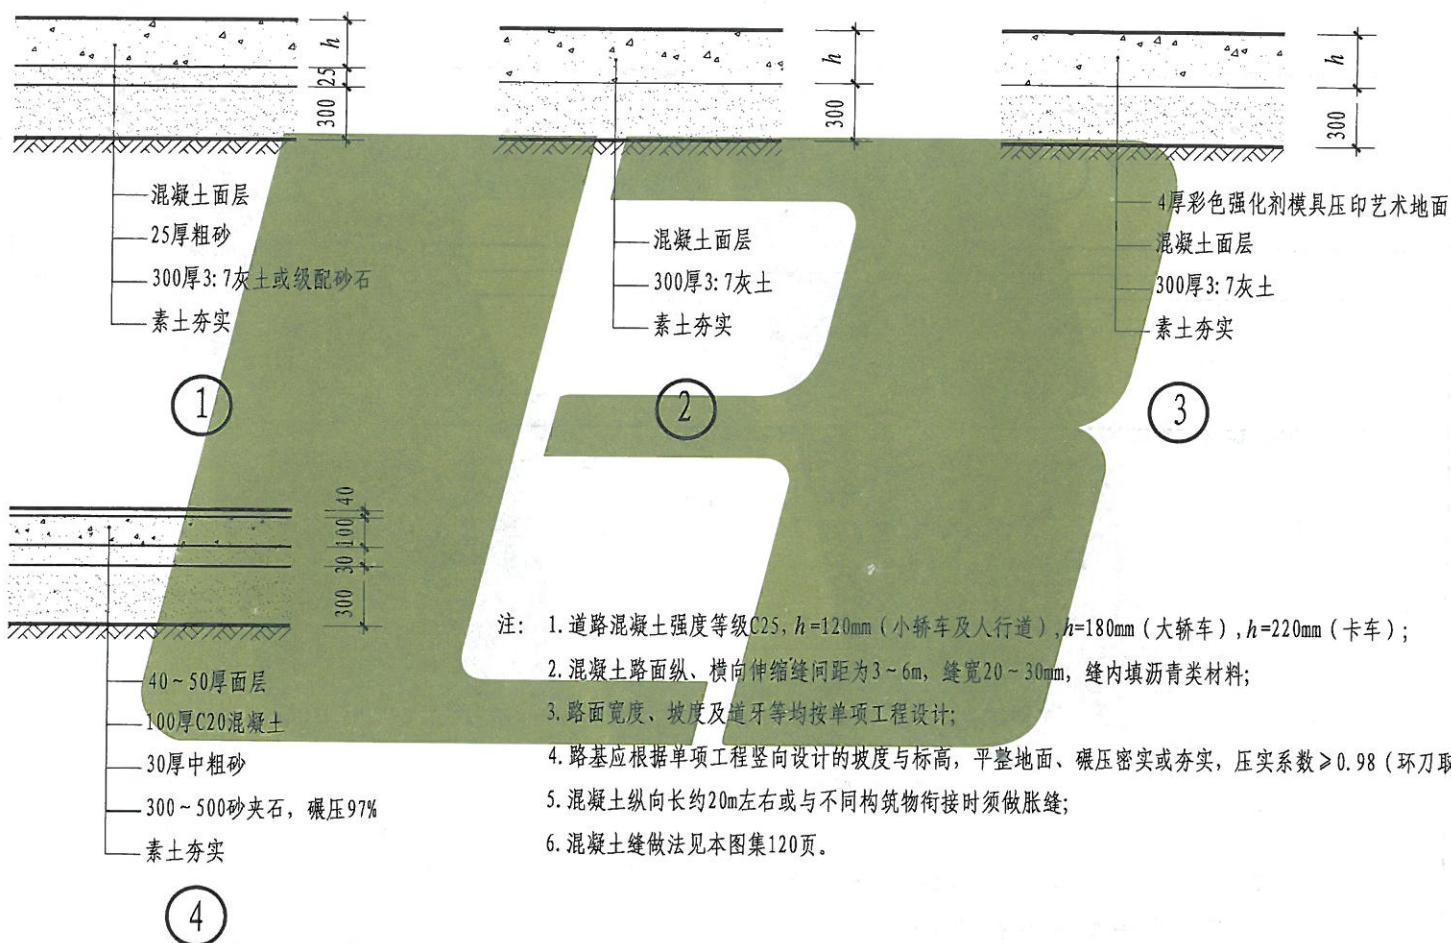 h
25
300
混凝土面层
25厚粗砂
300厚3:7灰土或级配砂石
素土夯实
1
h
300
混凝土面层
300厚3:7灰土
素土夯实
2
h
300
4厚彩色强化剂模具压印艺术地面
混凝土面层
300厚3:7灰土
素土夯实
3
40
100
30
300
40~50厚面层
100厚C20混凝土
30厚中粗砂
300~500砂夹石，碾压97%
素土夯实
4
注： 1.道路混凝土强度等级C25, h=120mm（小轿车及人行道）,h=180mm（大轿车）,h=220mm（卡车）;
2.混凝土路面纵、横向伸缩缝间距为3~6m, 缝宽20~30mm, 缝内填沥青类材料;
3.路面宽度、坡度及道牙等均按单项工程设计;
4.路基应根据单项工程竖向设计的坡度与标高，平整地面、碾压密实或夯实，压实系数≥0.98（环刀取
5.混凝土纵向长约20m左右或与不同构筑物衔接时须做胀缝;
6.混凝土缝做法见本图集120页。